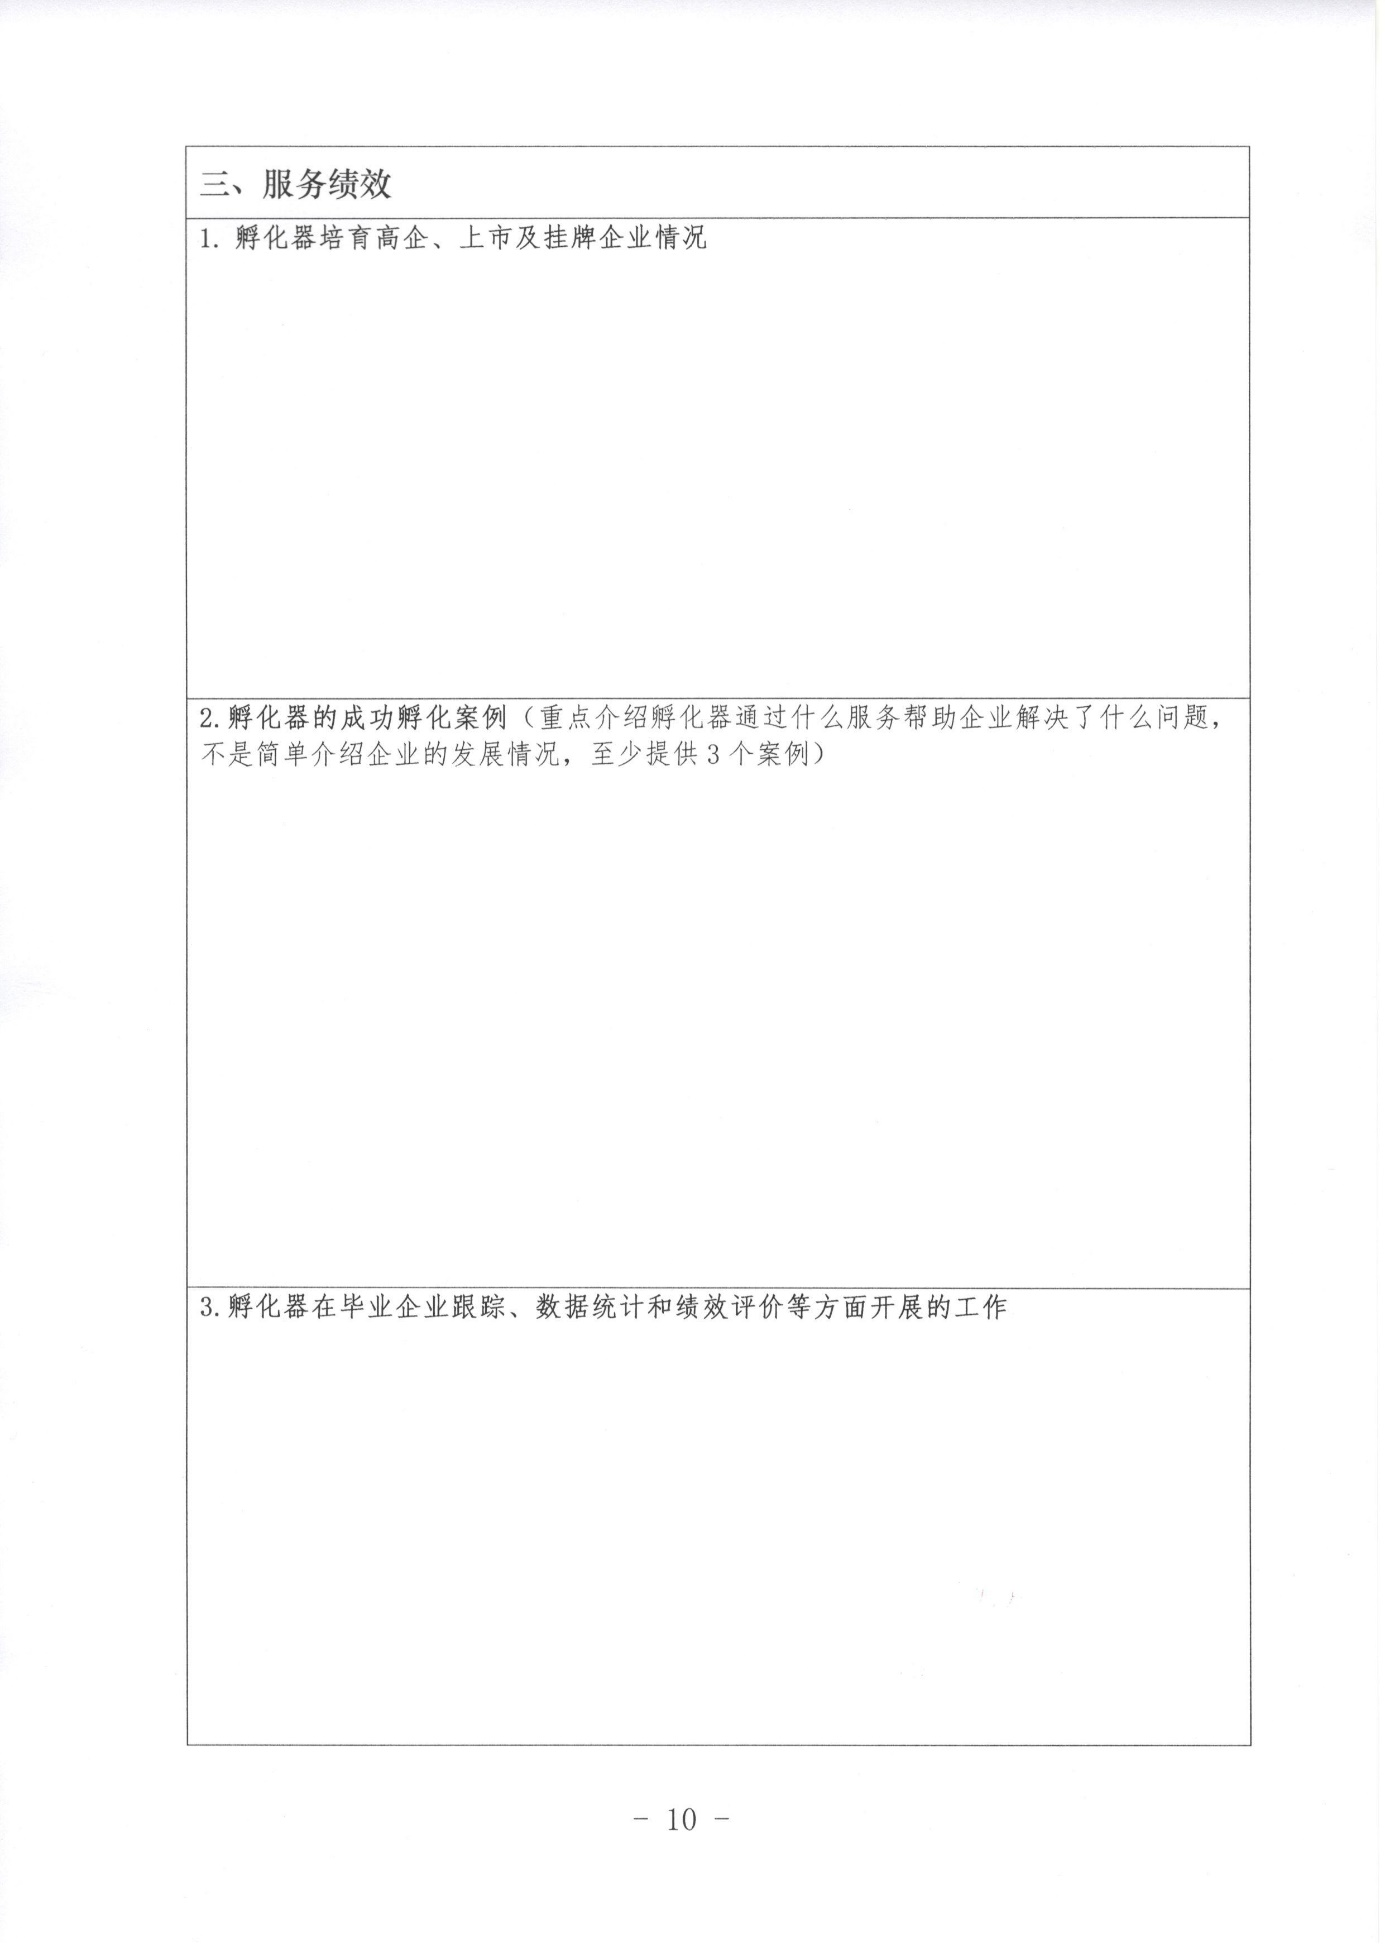 三、服务绩效
1. 孵化器培育高企、上市及挂牌企业情况
2.孵化器的成功孵化案例（重点介绍孵化器通过什么服务帮助企业解决了什么问题，
不是简单介绍企业的发展情况，至少提供 3 个案例）
3.孵化器在毕业企业跟踪、数据统计和绩效评价等方面开展的工作
- 10 -